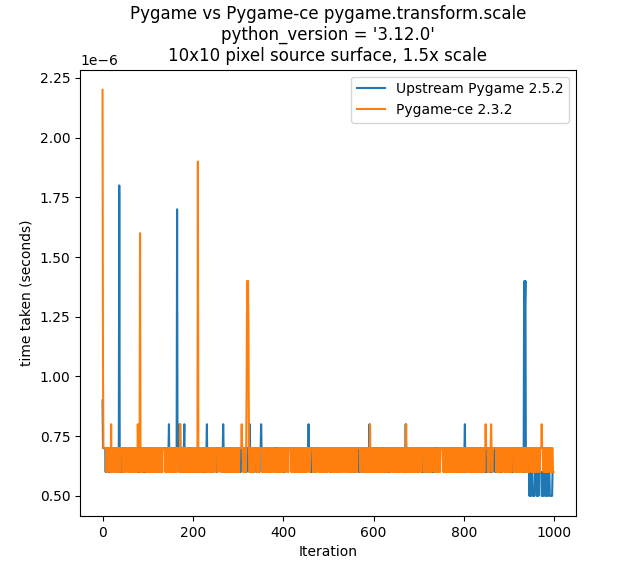 Pygame vs Pygame-ce pygame.transform.scale
python_version = '3.12.0'
10x10 pixel source surface, 1.5x scale
1e−6
Upstream Pygame 2.5.2
Pygame-ce 2.3.2
2.25
2.00
1.75
1.50
1.25
1.00
0.75
0.50
time taken (seconds)
0
200
400
600
800
1000
Iteration